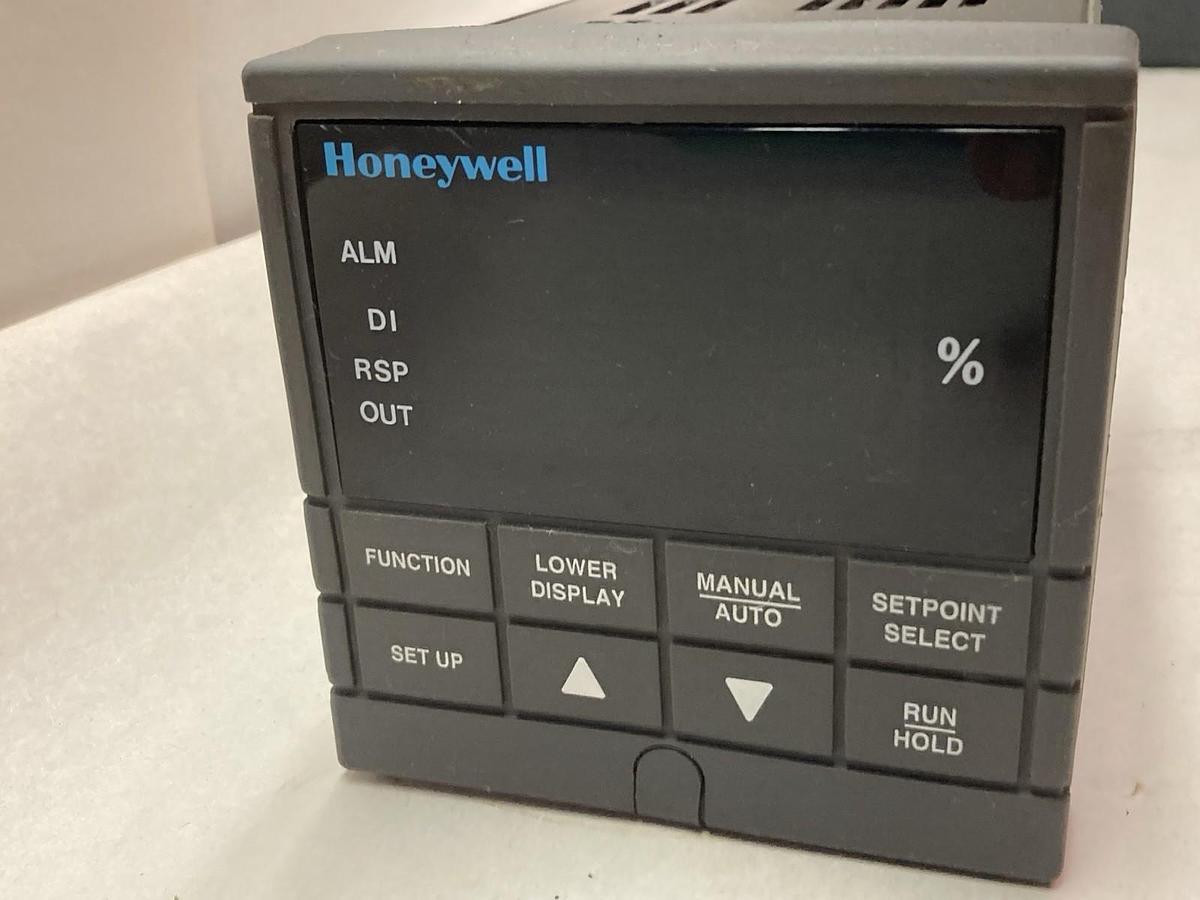 Honeywell
ALM
DI
RSP
OUT
%
FUNCTION
LOWER
DISPLAY
MANUAL
AUTO
SETPOINT
SELECT
SET UP
RUN
HOLD